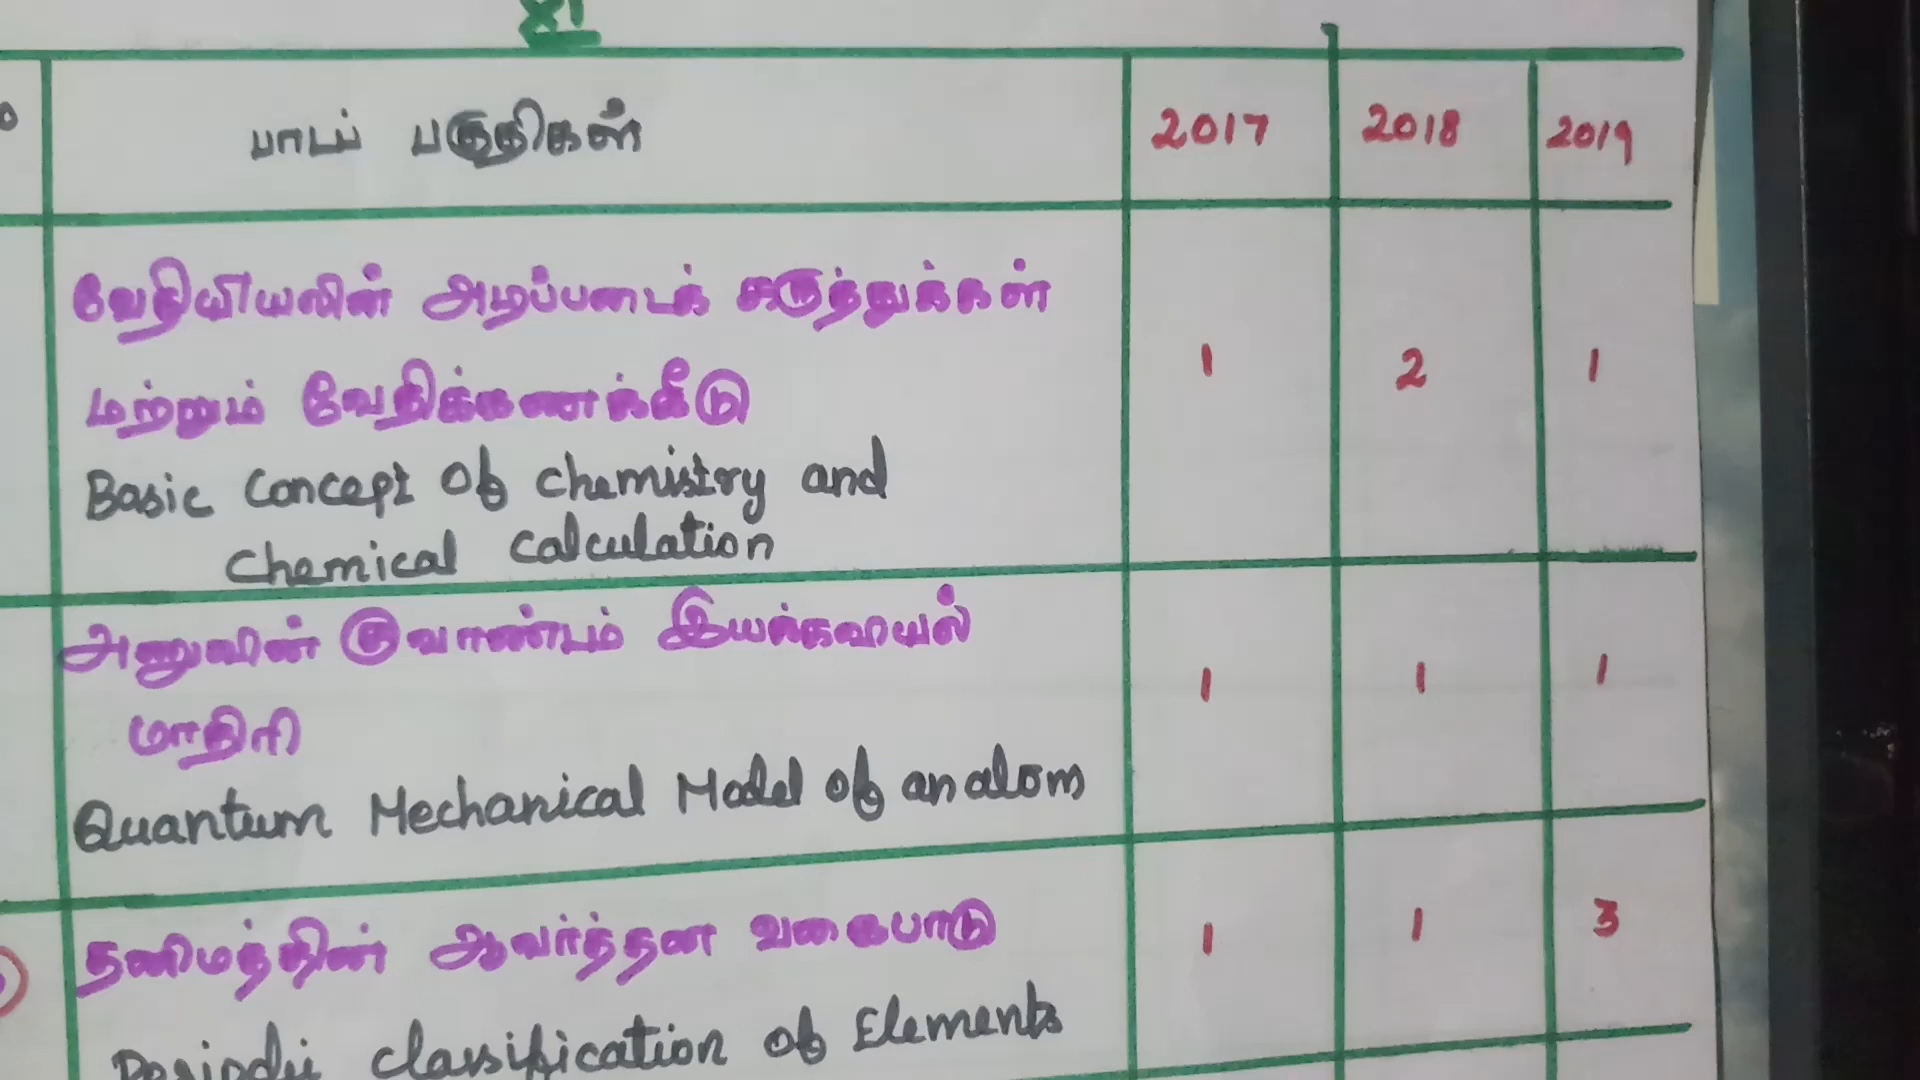 XI
பாடப் பகுதிகள் 2017 2018 2019
வேதியியலின் அடிப்படைக் கருத்துக்கள்
மற்றும் வேதிக்கணக்கீடு 1 2 1
Basic Concept Of chemistry and
chemical calculation
அணுவின் குவாண்டம் இயக்கவியல்
மாதிரி 1 1 1
Quantum Mechanical Model of an atom
தனிமத்தின் ஆவர்த்தன வகைபாடு 1 1 3
Periodic classification of Elements